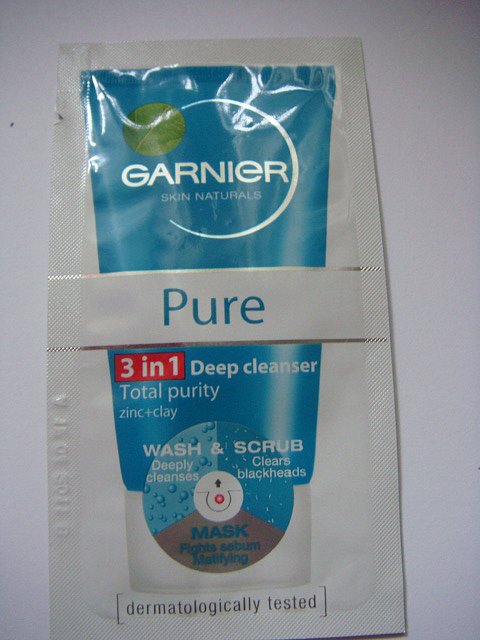 GARNIER
SKIN NATURALS
Pure
3 in 1 Deep cleanser
Total purity
zinc+clay
WASH & SCRUB
Deeply cleanses
Clears blackheads
MASK
Fights sebum
Matifying
[dermatologically tested]